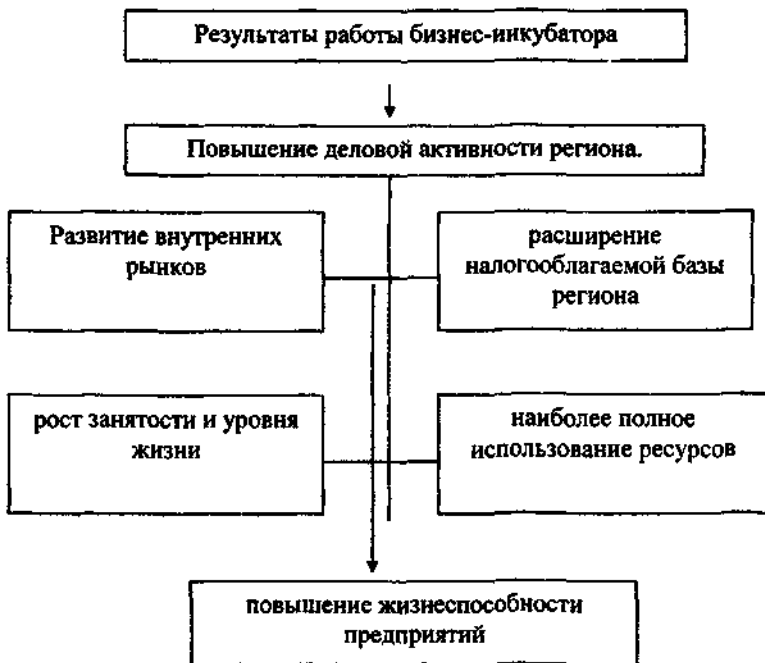 Результаты работы бизнес-инкубатора
Повышение деловой активности региона.
Развитие внутренних
рынков
расширение
налогооблагаемой базы
региона
рост занятости и уровня
жизни
наиболее полное
использование ресурсов
повышение жизнеспособности
предприятий